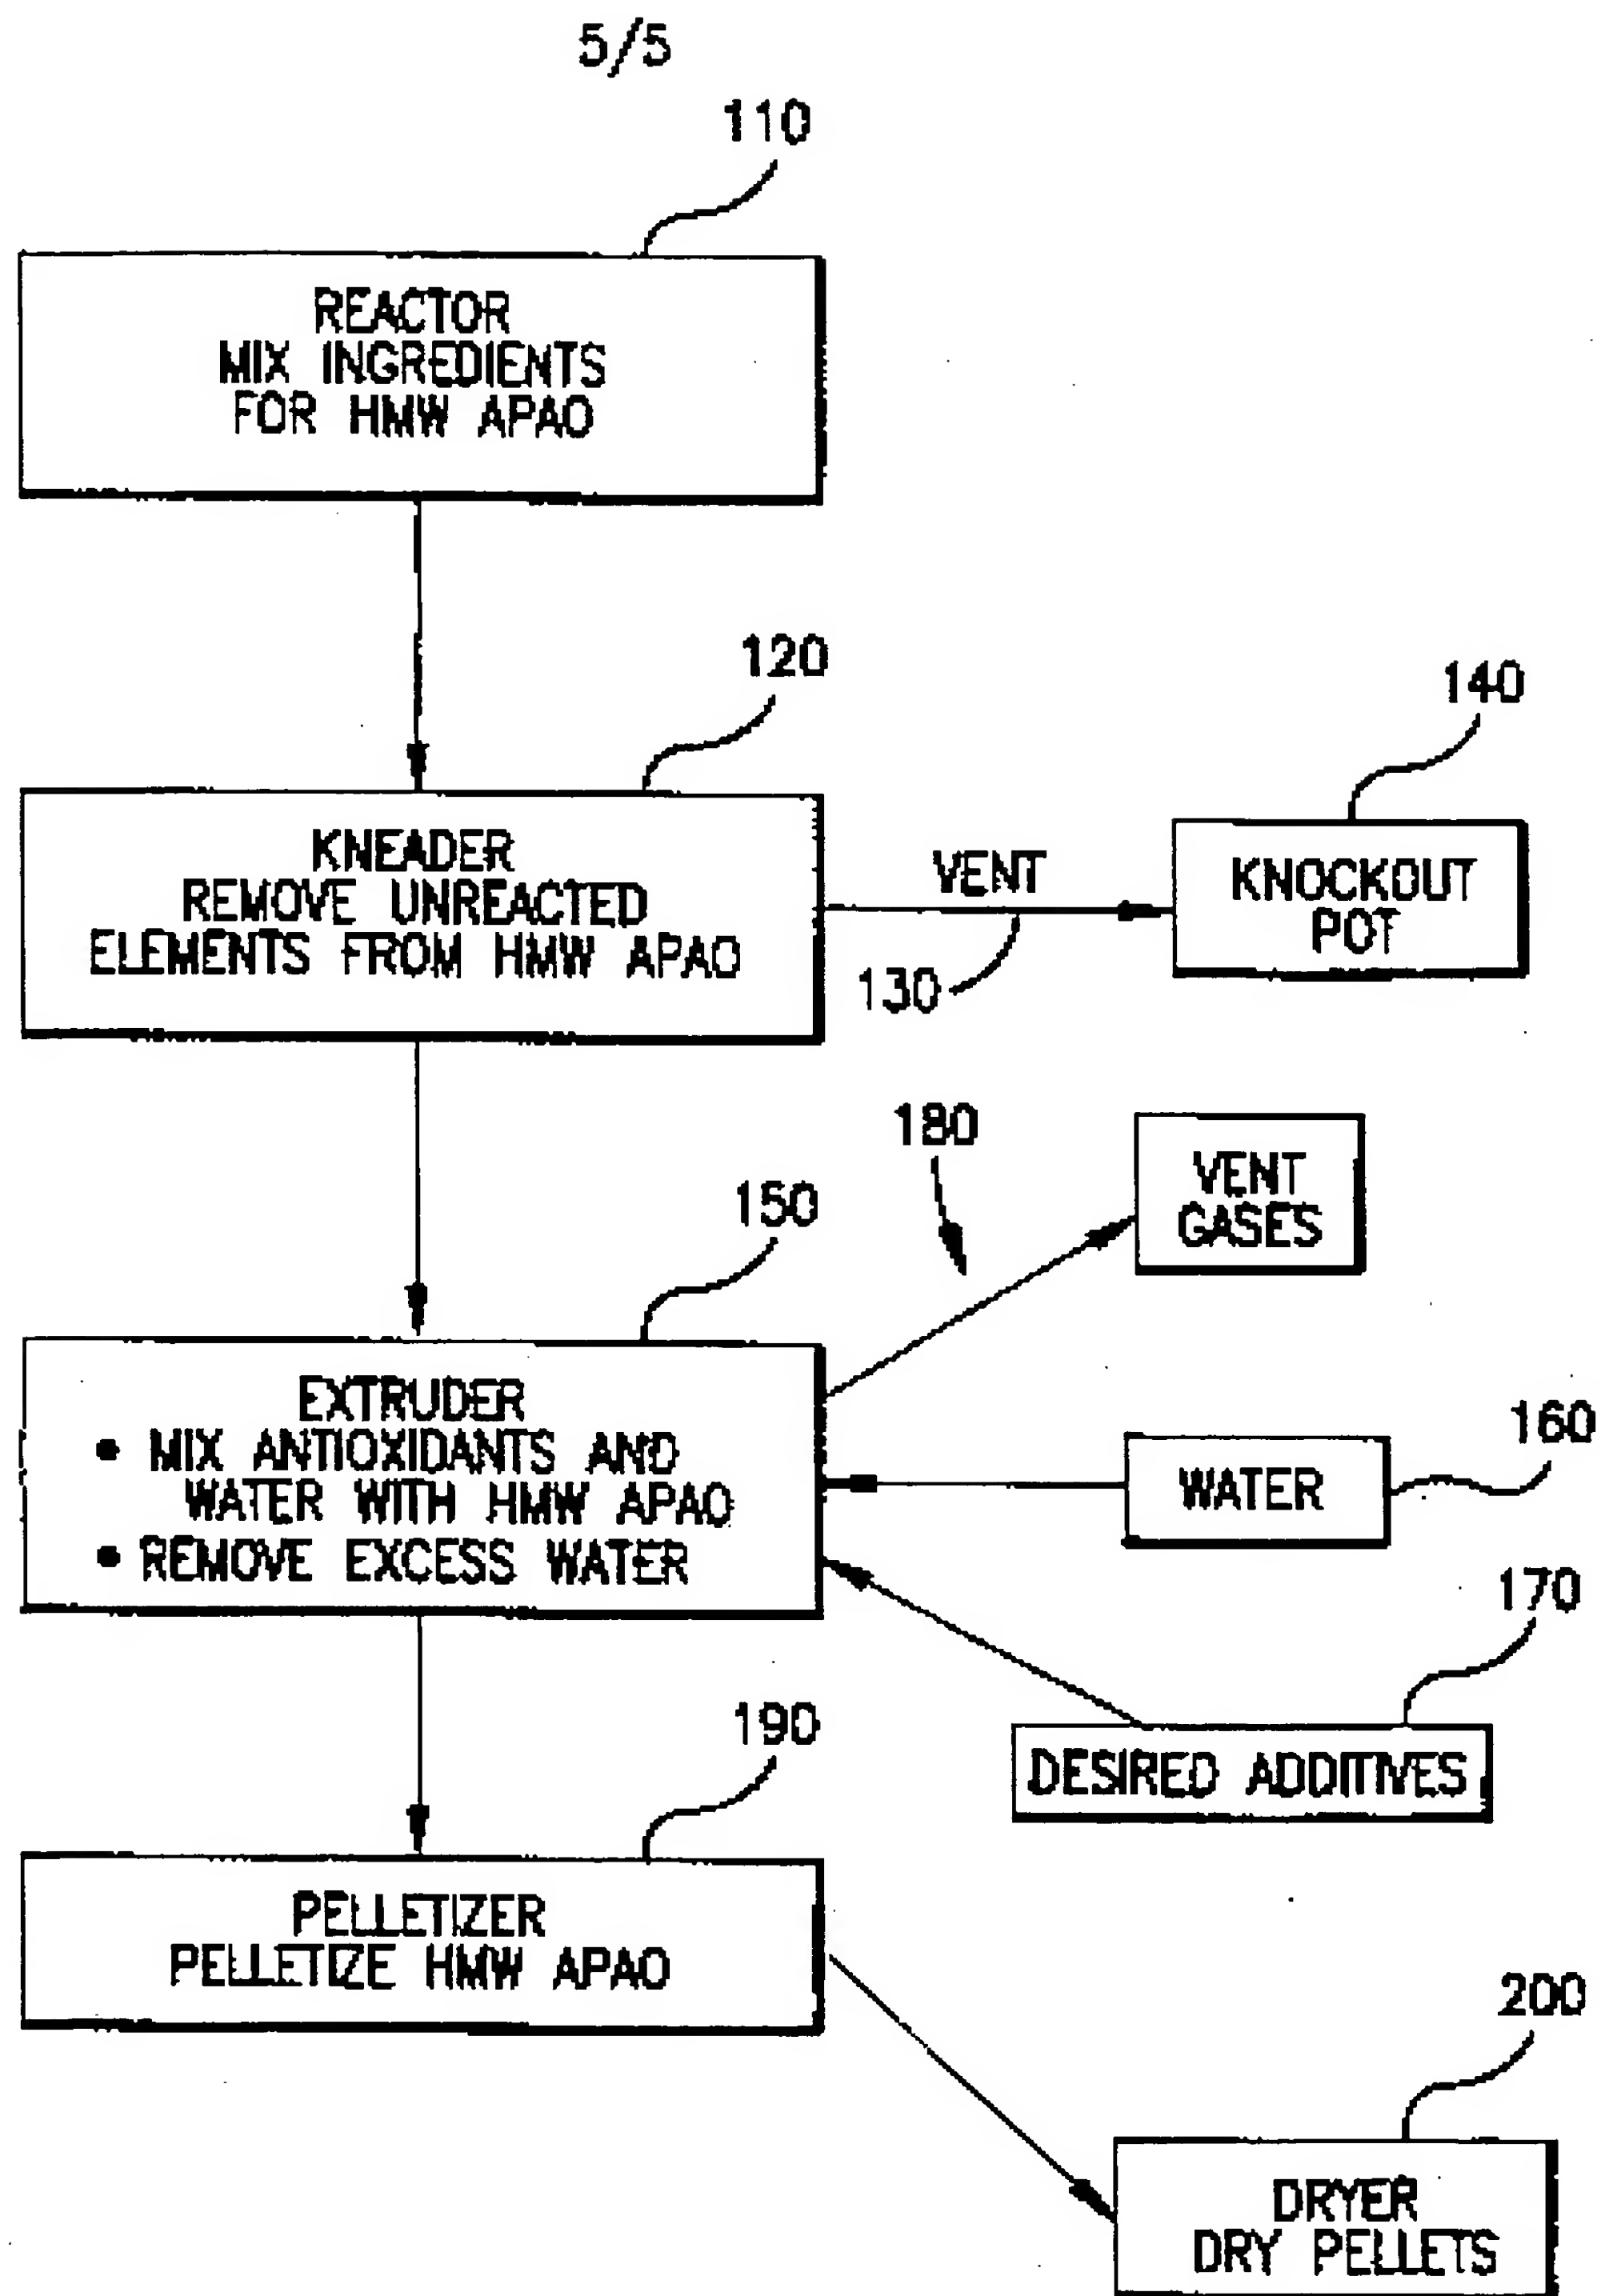 5/5
110
REACTOR
MIX INGREDIENTS
FOR HMW APAO
120
140
KNEADER
REMOVE UNREACTED
ELEMENTS FROM HMW APAO
VENT
130
KNOCKOUT
POT
180
VENT
GASES
150
EXTRUDER
• MIX ANTIOXIDANTS AND
WATER WITH HMW APAO
• REMOVE EXCESS WATER
WATER
160
170
DESIRED ADDITIVES
190
PELLETIZER
PELLETIZE HMW APAO
200
DRYER
DRY PELLETS